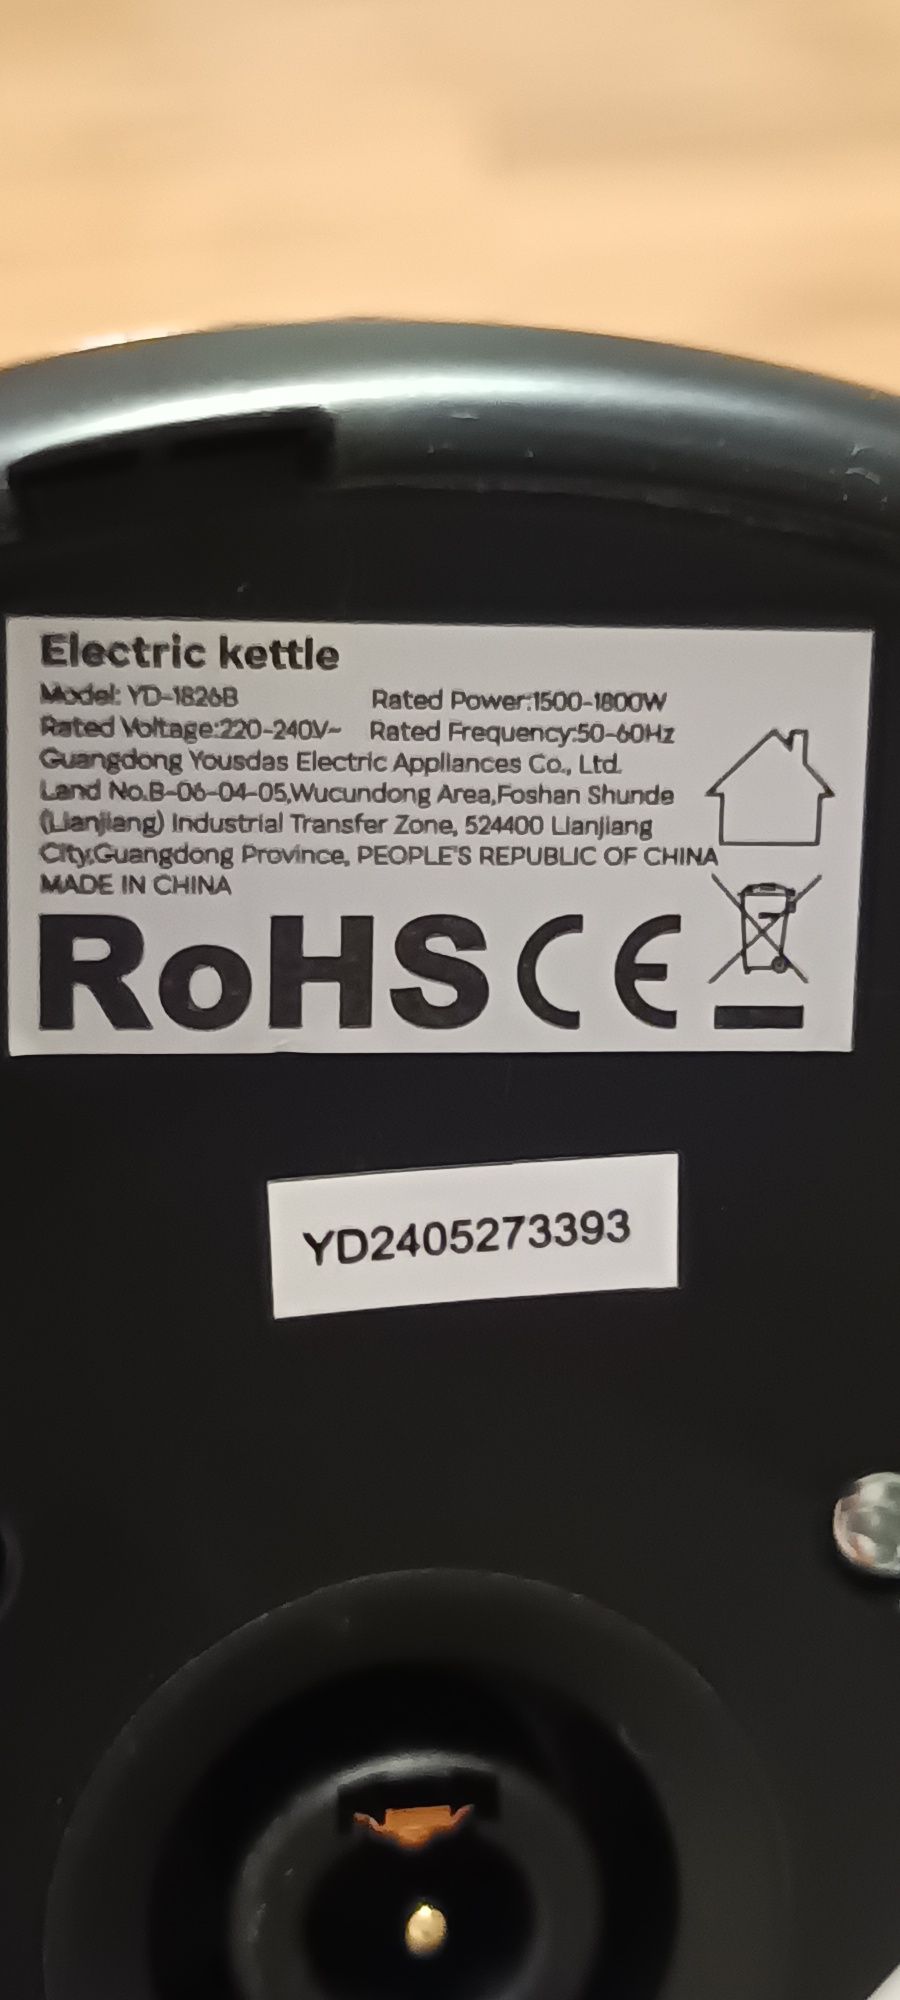 Electric kettle
Model: YD-1826B Rated Power:1500-1800W
Rated Voltage:220-240V~ Rated Frequency:50-60Hz
Guangdong Yousdas Electric Appliances Co., Ltd.
Land No.B-06-04-05,Wucundong Area,Foshan Shunde
(Lianjiang) Industrial Transfer Zone, 524400 Lianjiang
City,Guangdong Province, PEOPLE'S REPUBLIC OF CHINA
MADE IN CHINA
RoHS CE
YD2405273393